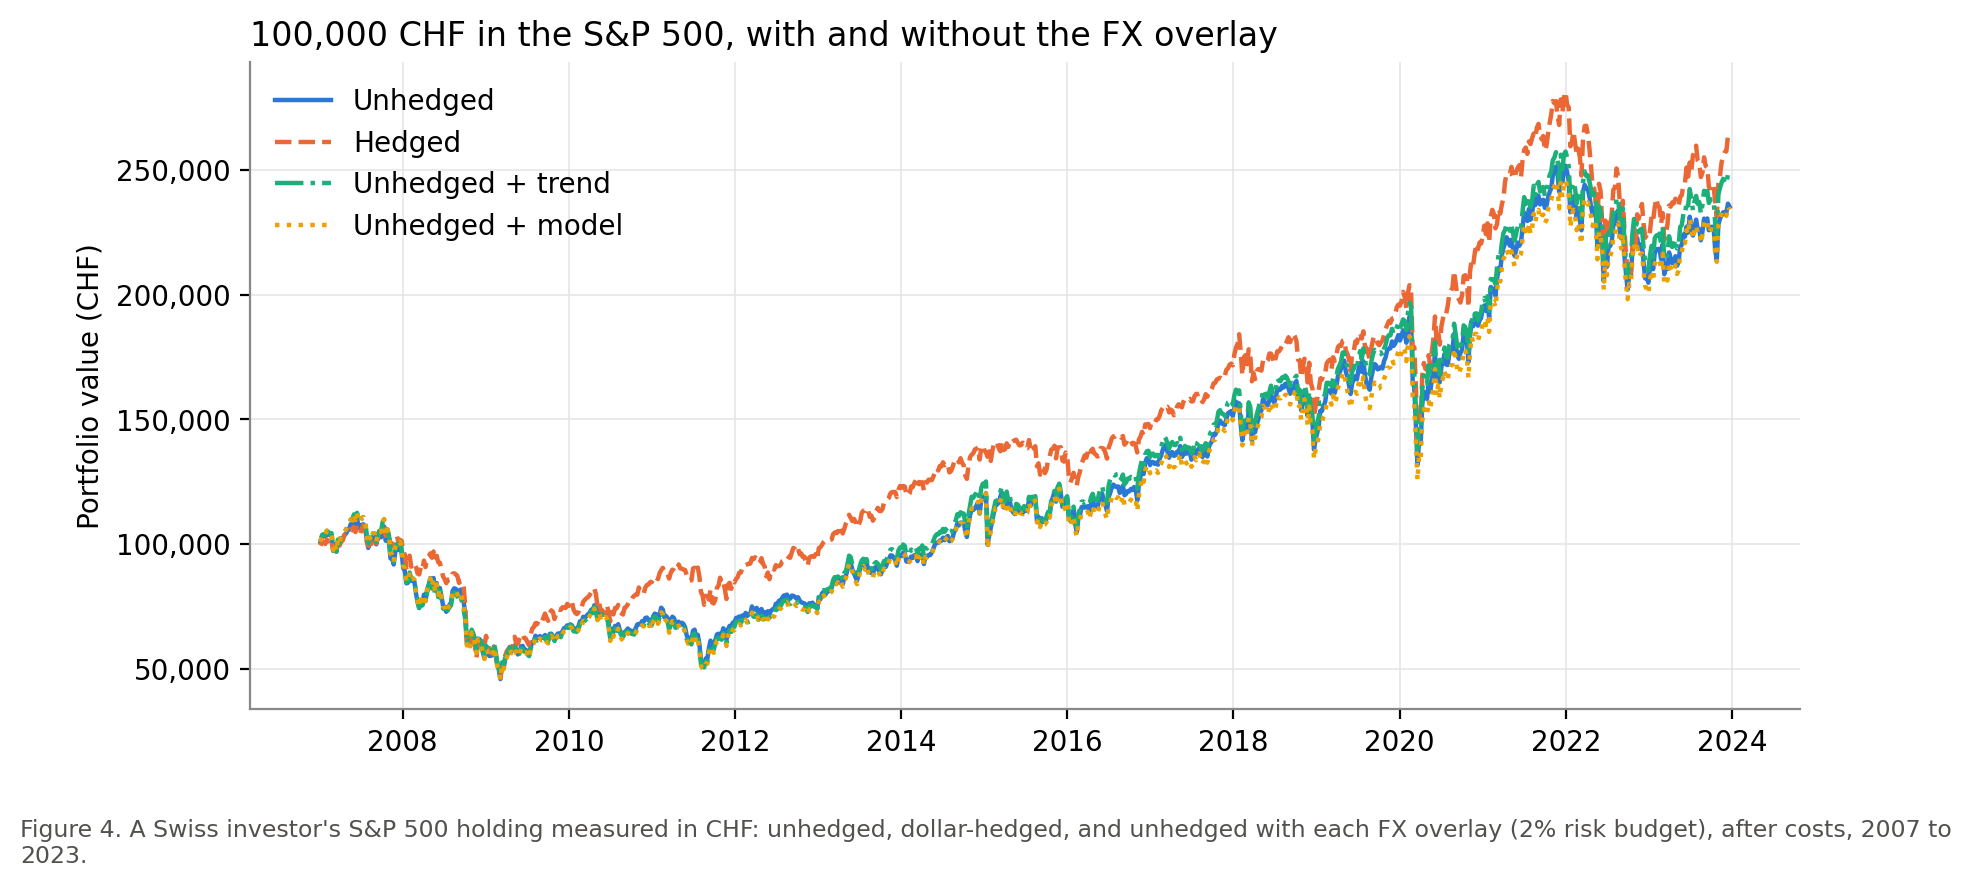 100,000 CHF in the S&P 500, with and without the FX overlay
Unhedged
Hedged
Unhedged + trend
Unhedged + model
Portfolio value (CHF)
250,000
200,000
150,000
100,000
50,000
2008 2010 2012 2014 2016 2018 2020 2022 2024
Figure 4. A Swiss investor's S&P 500 holding measured in CHF: unhedged, dollar-hedged, and unhedged with each FX overlay (2% risk budget), after costs, 2007 to
2023.